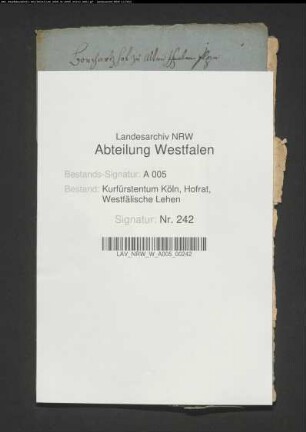 Landesarchiv NRW
Abteilung Westfalen
Bestands-Signatur: A 005
Bestand: Kurfürstentum Köln, Hofrat,
Westfälische Lehen
Signatur: Nr. 242
LAV_NRW_W_A005_00242